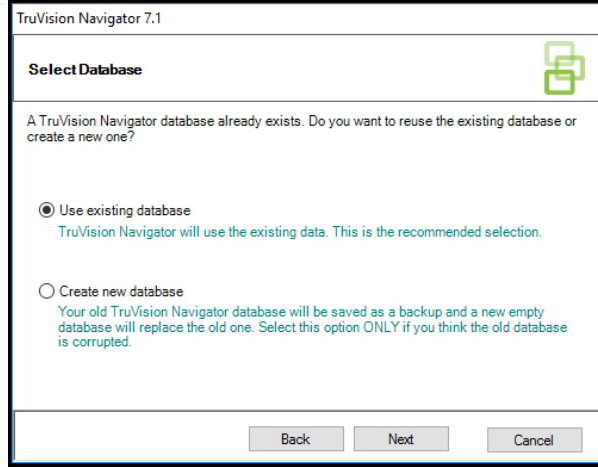 TruVision Navigator 7.1
Select Database
A TruVision Navigator database already exists. Do you want to reuse the existing database or
create a new one?
Use existing database
TruVision Navigator will use the existing data. This is the recommended selection.
Create new database
Your old TruVision Navigator database will be saved as a backup and a new empty
database will replace the old one. Select this option ONLY if you think the old database
is corrupted.
Back Next Cancel